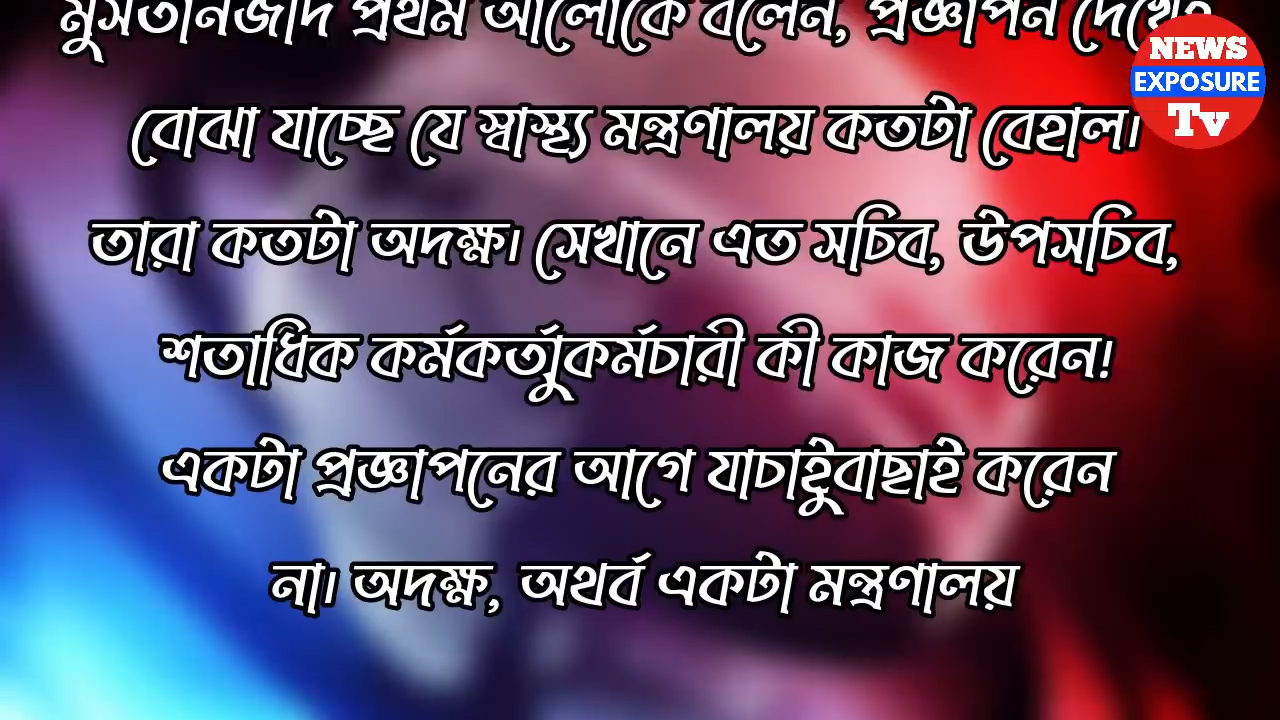 মুসতানজীদ প্রথম আলোকে বলেন, প্রজ্ঞাপন দেখেই
NEWS
EXPOSURE
Tv
বোঝা যাচ্ছে যে স্বাস্থ্য মন্ত্রণালয় কতটা বেহাল।
তারা কতটা অদক্ষ। সেখানে এত সচিব, উপসচিব,
শতাধিক কর্মকর্তাুকর্মচারী কী কাজ করেন!
একটা প্রজ্ঞাপনের আগে যাচাইুবাছাই করেন
না। অদক্ষ, অথর্ব একটা মন্ত্রণালয়